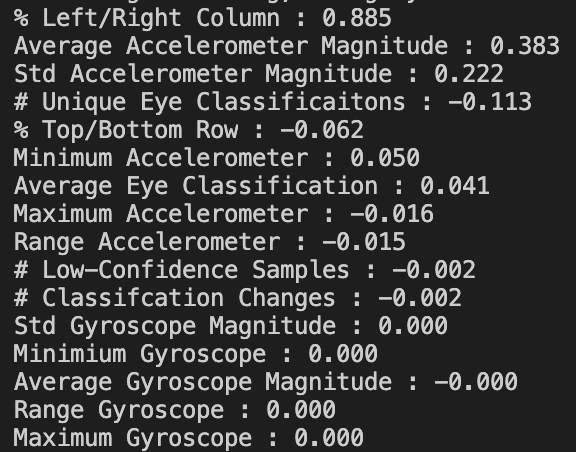 % Left/Right Column : 0.885
Average Accelerometer Magnitude : 0.383
Std Accelerometer Magnitude : 0.222
# Unique Eye Classificaitons : -0.113
% Top/Bottom Row : -0.062
Minimum Accelerometer : 0.050
Average Eye Classification : 0.041
Maximum Accelerometer : -0.016
Range Accelerometer : -0.015
# Low-Confidence Samples : -0.002
# Classifcation Changes : -0.002
Std Gyroscope Magnitude : 0.000
Minimium Gyroscope : 0.000
Average Gyroscope Magnitude : -0.000
Range Gyroscope : 0.000
Maximum Gyroscope : 0.000